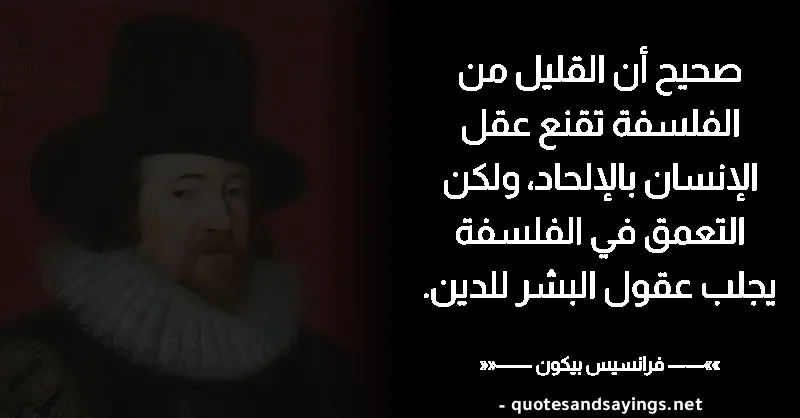 صحيح أن القليل من
الفلسفة تقنع عقل
الإنسان بالإلحاد، ولكن
التعمق في الفلسفة
يجلب عقول البشر للدين.
»»—— فرانسيس بيكون ——««
- quotesandsayings.net